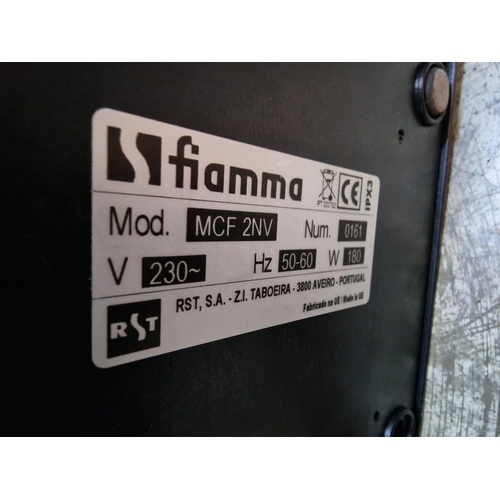 fiamma
CE
IPX3
Mod. MCF 2NV Num. 0161
V 230~ Hz 50-60 W 180
RST RST, S.A. - Z.I. TABOEIRA - 3800 AVEIRO - PORTUGAL
Fabricado na UE / Made in UE